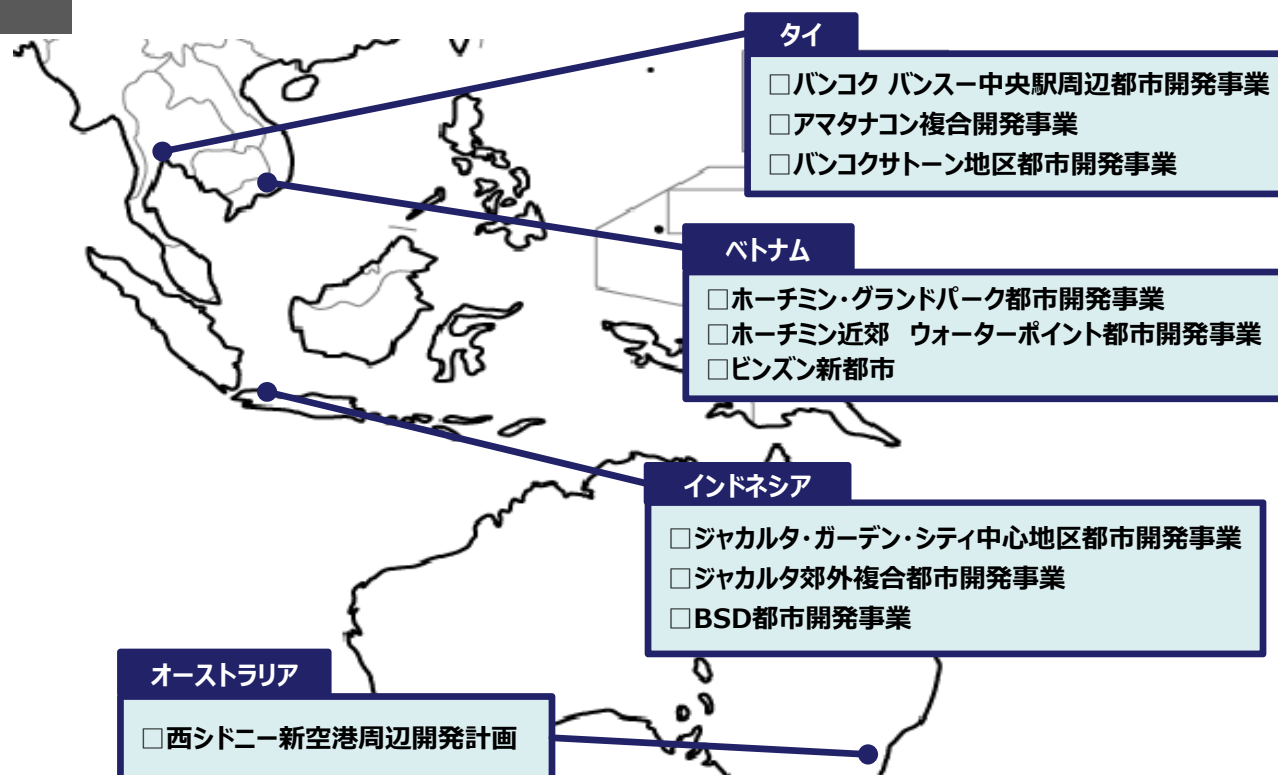 タイ
□バンコク バンスー中央駅周辺都市開発事業
□アマタナコン複合開発事業
□バンコクサトーン地区都市開発事業
ベトナム
□ホーチミン・グランドパーク都市開発事業
□ホーチミン近郊　ウォーターポイント都市開発事業
□ビンズン新都市
インドネシア
□ジャカルタ・ガーデン・シティ中心地区都市開発事業
□ジャカルタ郊外複合都市開発事業
□BSD都市開発事業
オーストラリア
□西シドニー新空港周辺開発計画